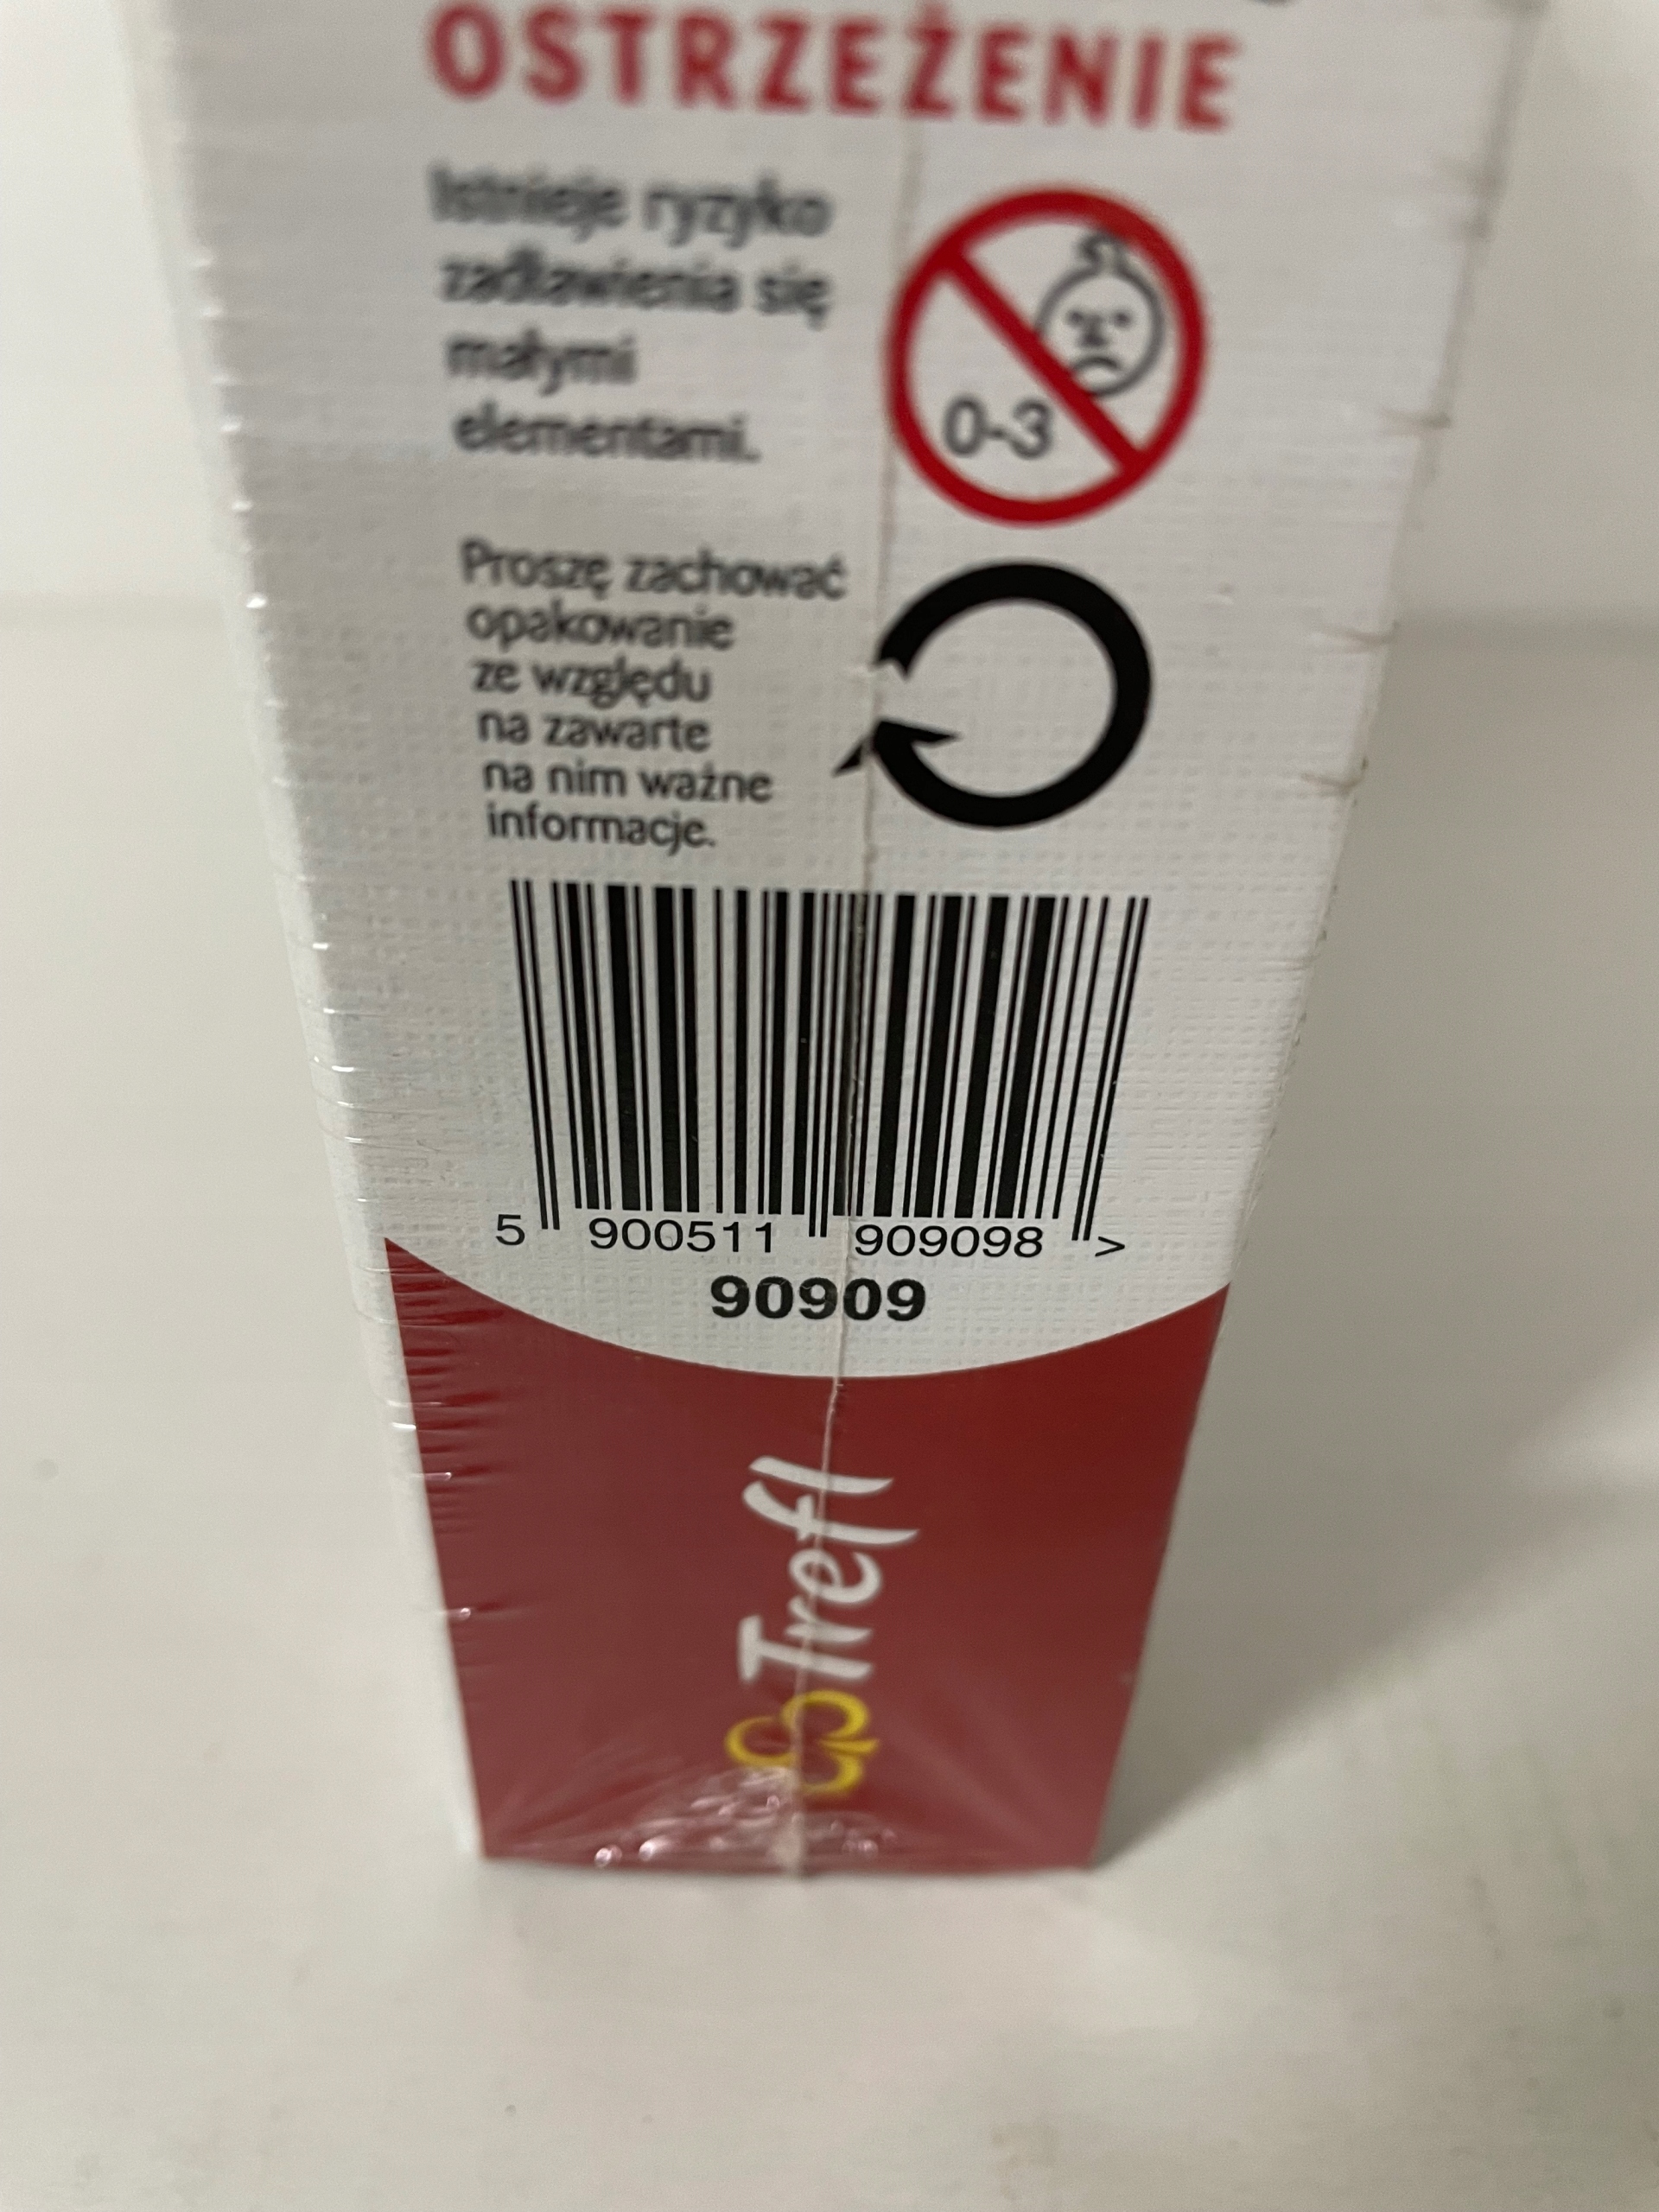 OSTRZEŻENIE
Istnieje ryzyko
zadławienia się
małymi
elementami.
0-3
Proszę zachować
opakowanie
ze względu
na zawarte
na nim ważne
informacje.
5 900511 909098 >
90909
Trefl